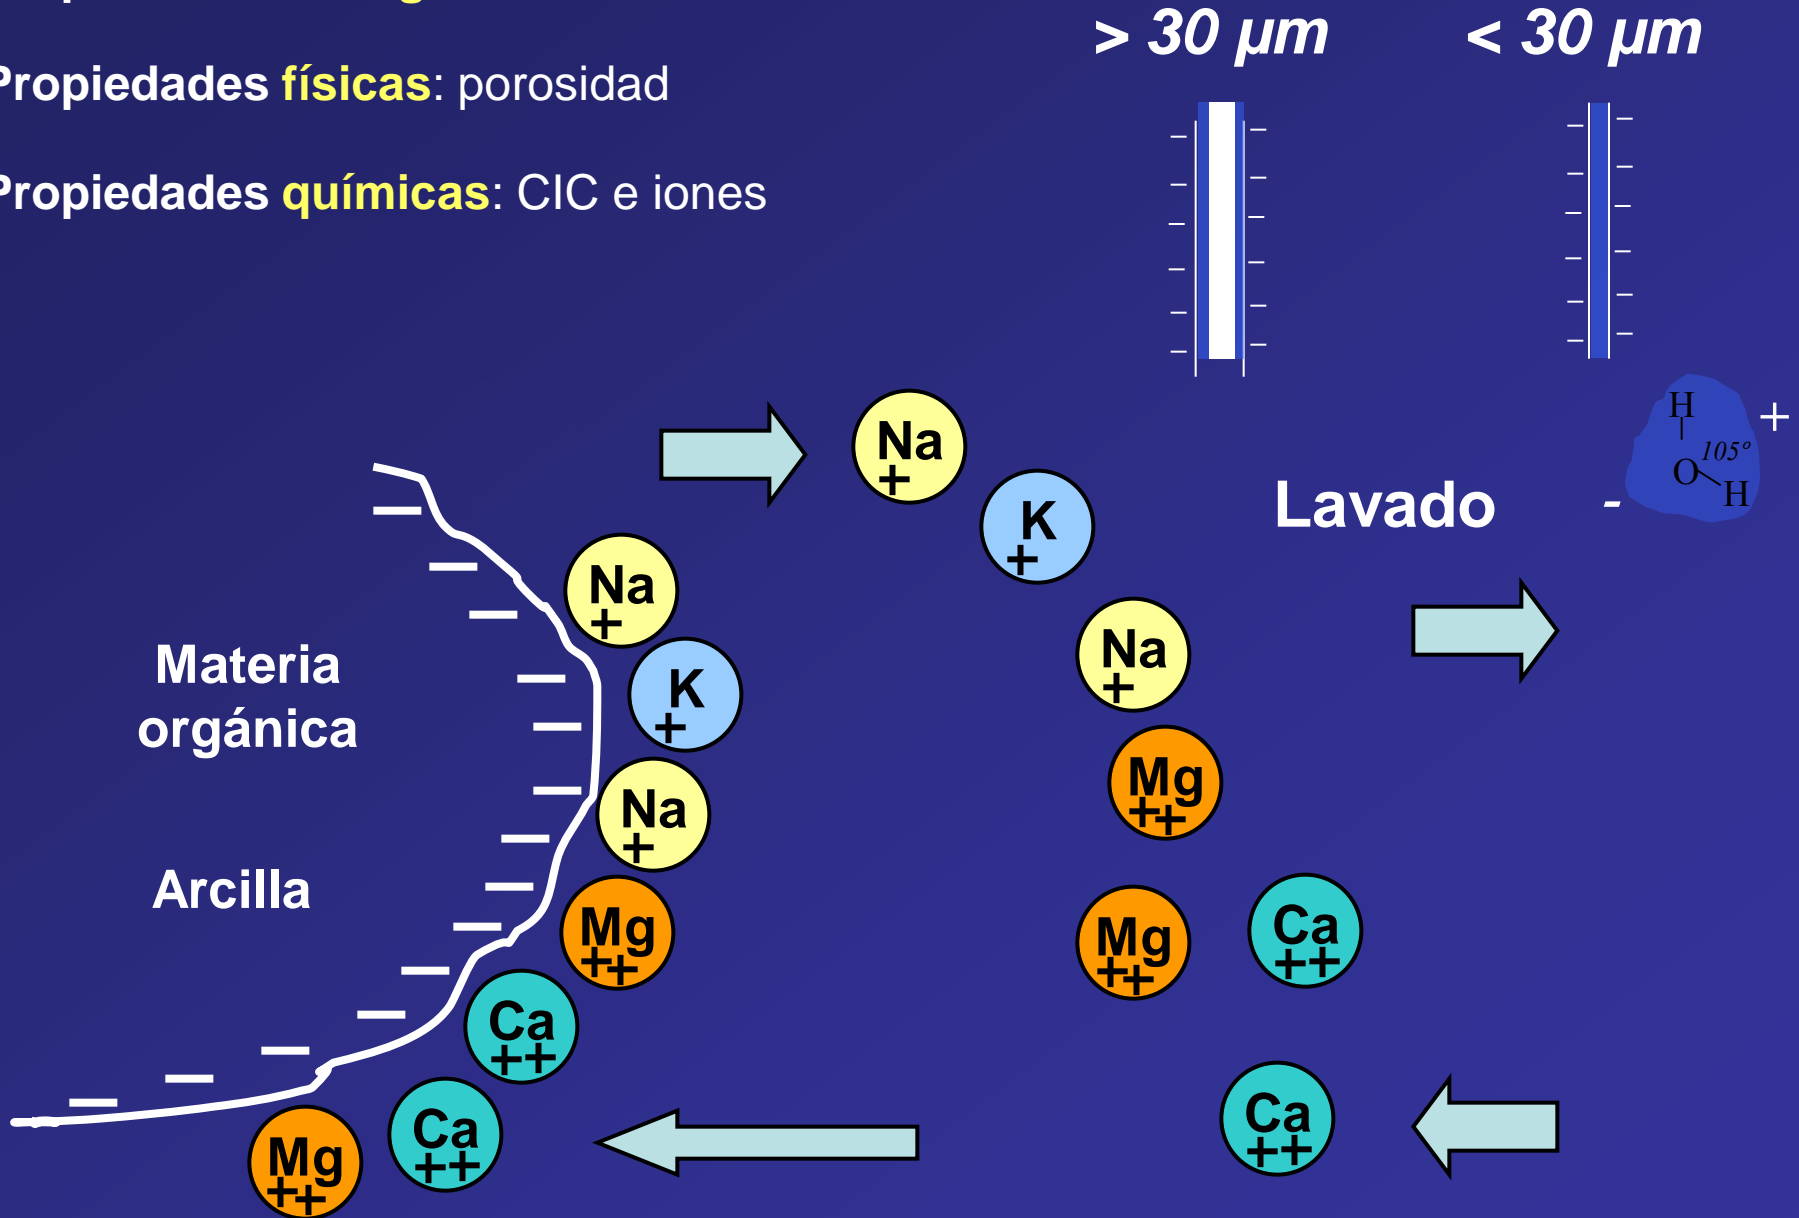 > 30 µm
< 30 µm
Propiedades físicas: porosidad
Propiedades químicas: CIC e iones
H
+
105º
O
H
-
Lavado
Na
+
K
+
Na
+
K
+
Na
+
Mg
++
Ca
++
Ca
++
Mg
++
Na
+
Mg
++
Mg
++
Ca
++
Ca
++
Materia
orgánica
Arcilla